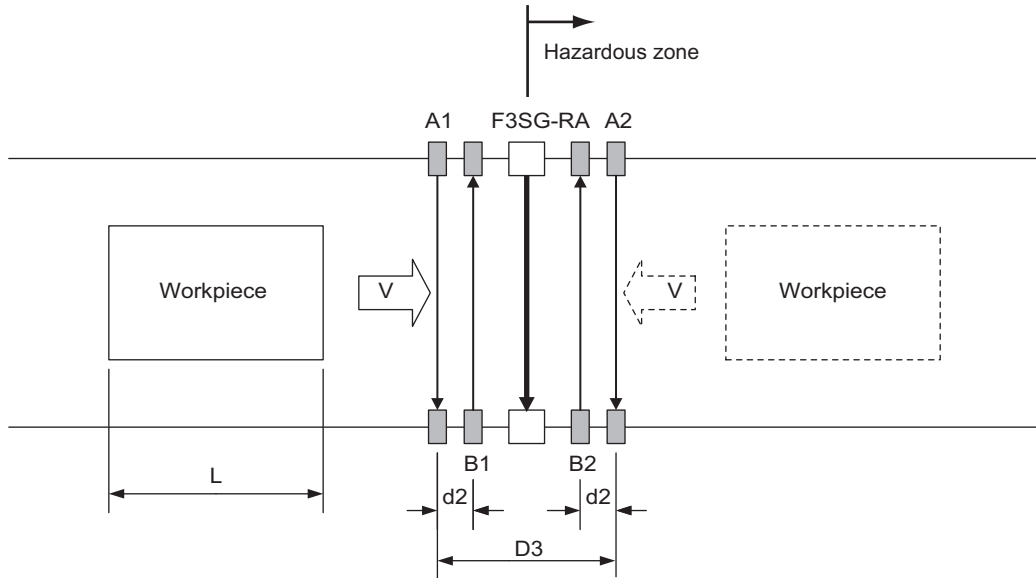 Hazardous zone
A1 F3SG-RA A2
Workpiece V V Workpiece
B1 B2
L d2 d2
D3